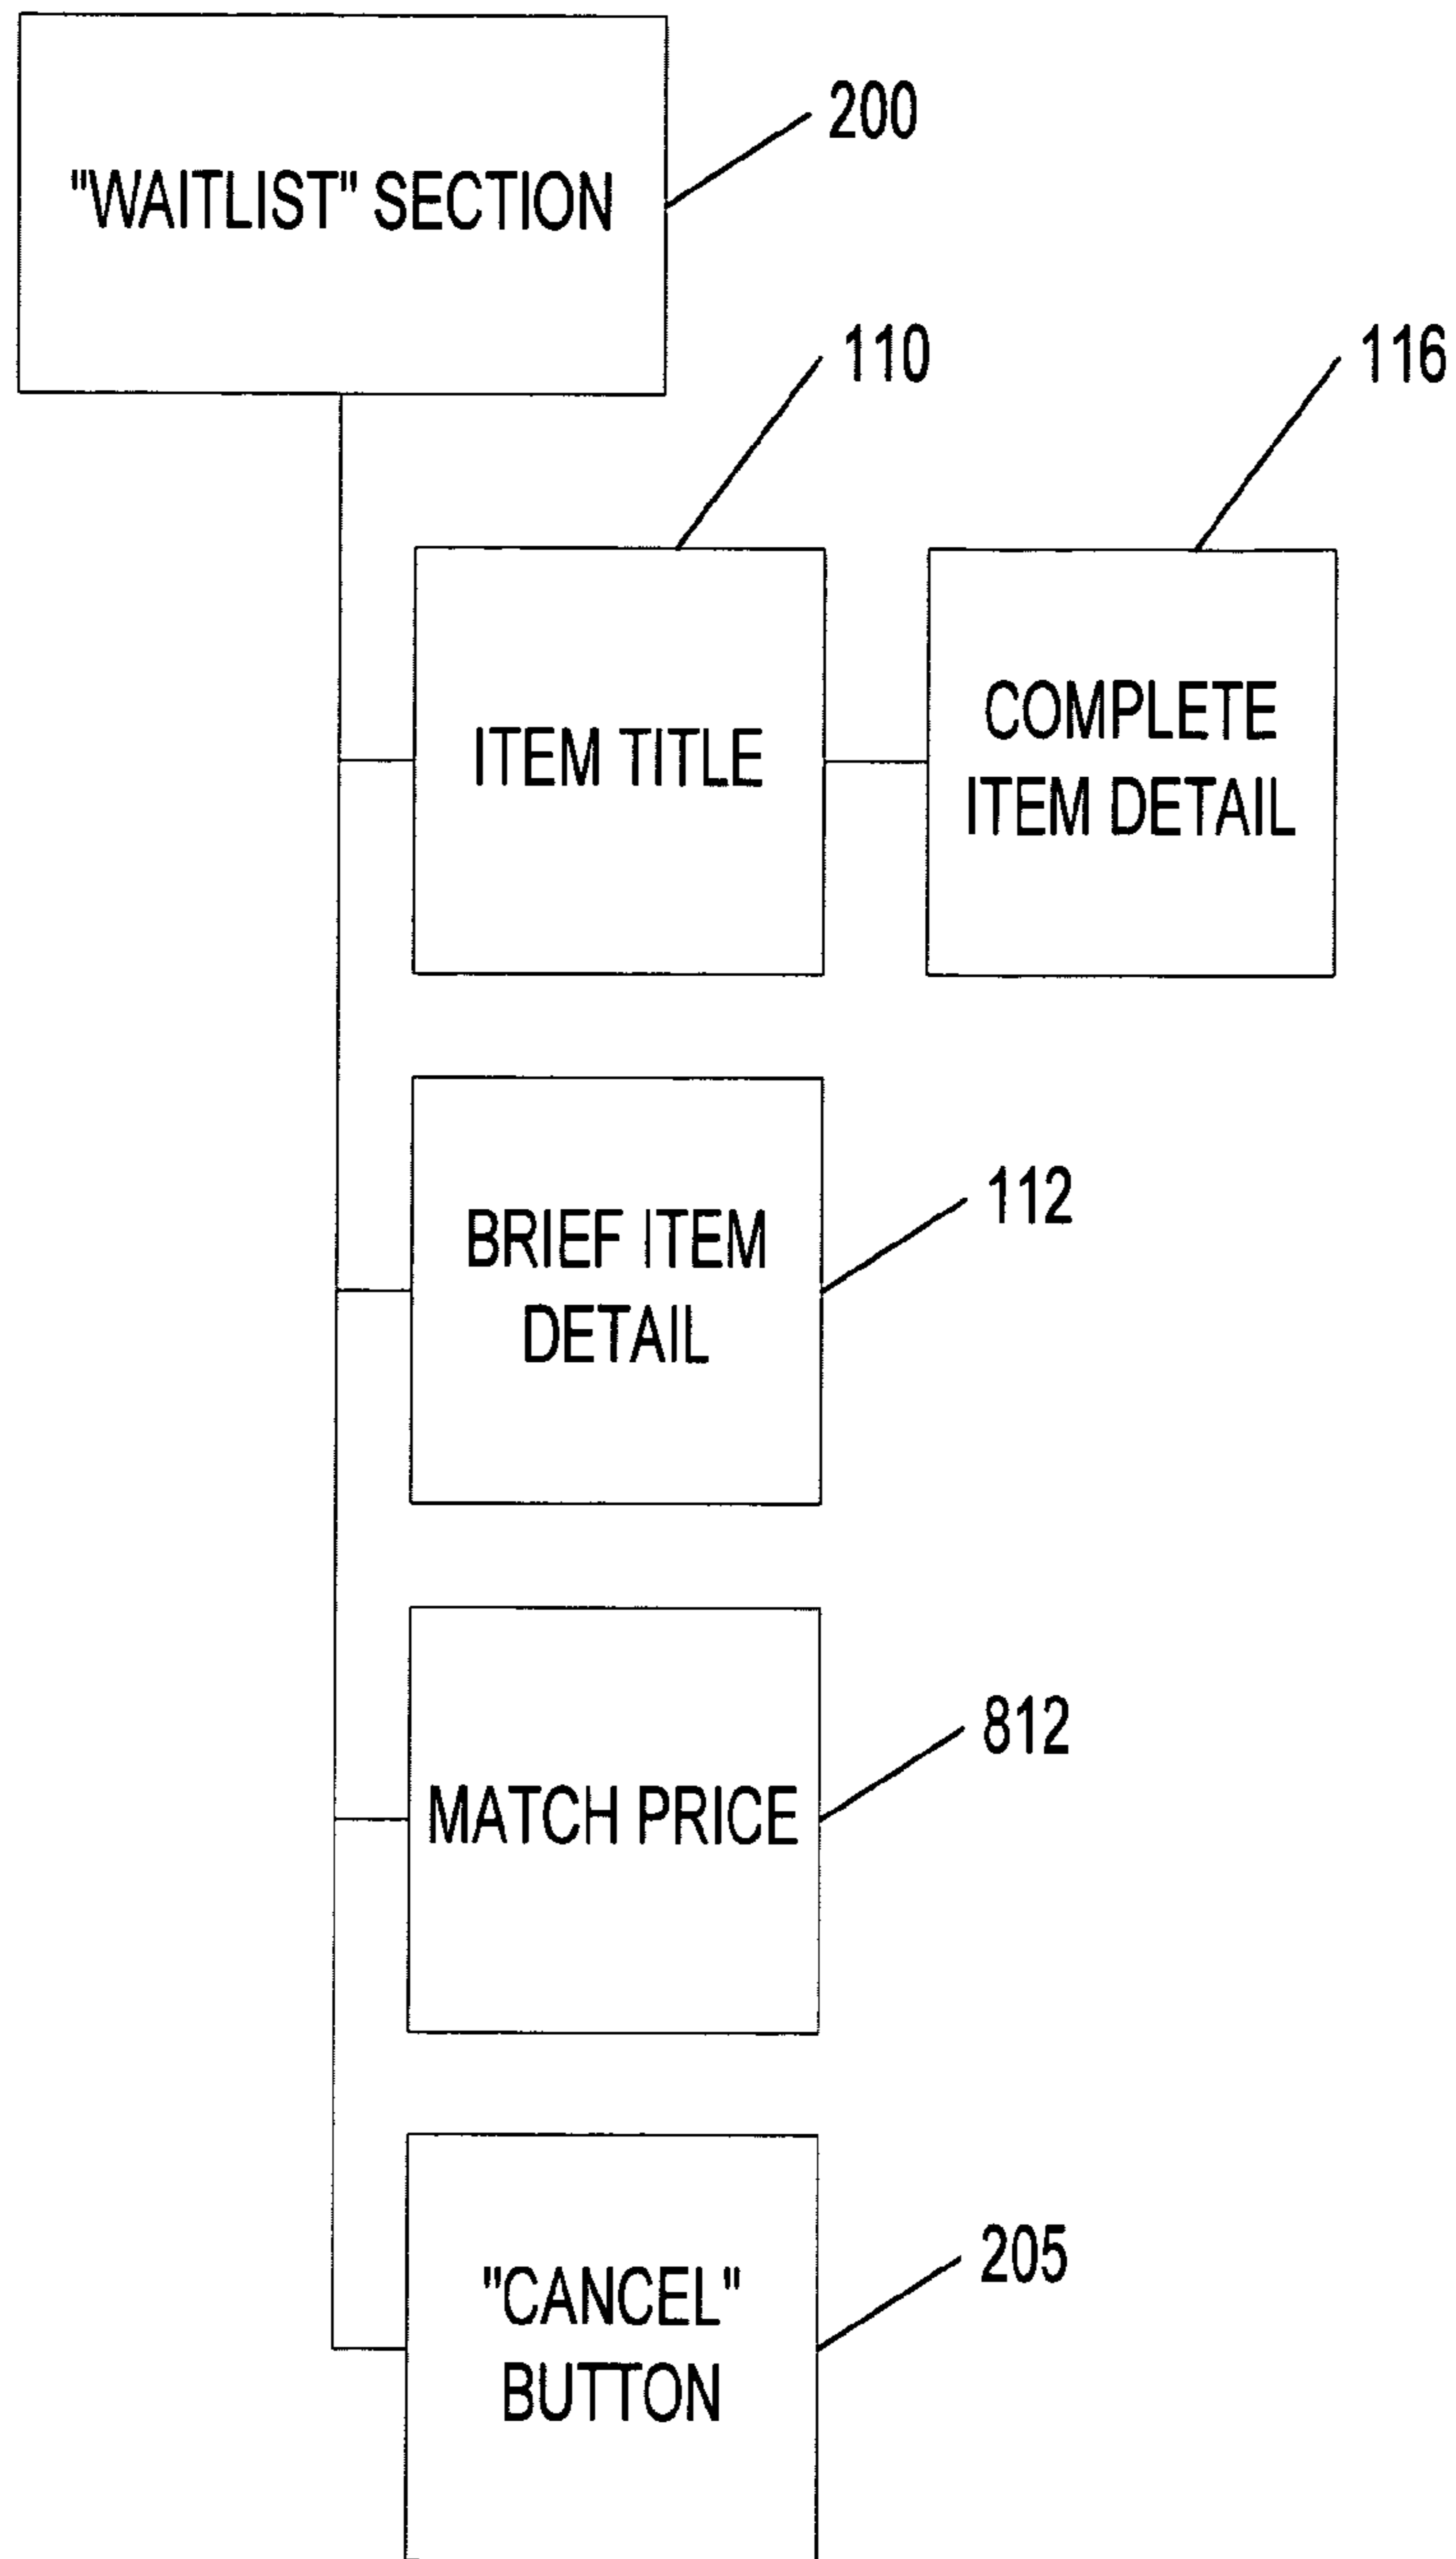 "WAITLIST" SECTION
200
110
116
ITEM TITLE
COMPLETE
ITEM DETAIL
BRIEF ITEM
DETAIL
112
MATCH PRICE
812
"CANCEL"
BUTTON
205